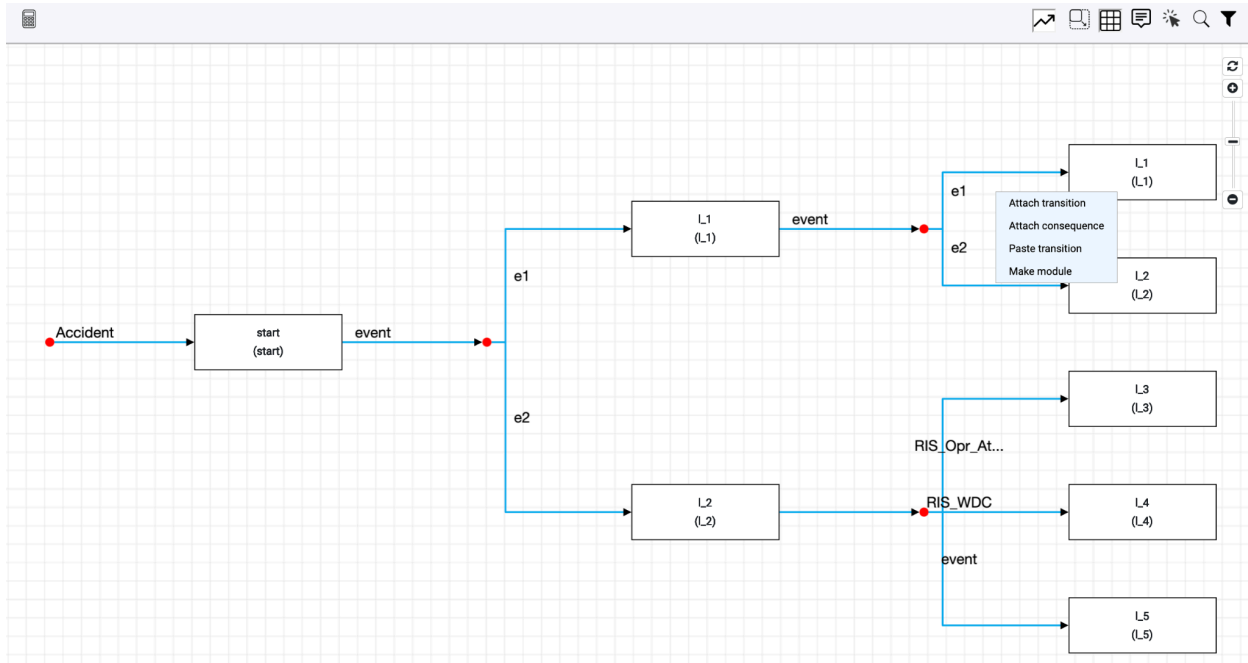 Accident
start
(start)
event
e1
e2
l_1
(l_1)
event
e1
e2
l_1
(l_1)
Attach transition
Attach consequence
Paste transition
Make module
l_2
(l_2)
l_2
(l_2)
RIS_Opr_At...
RIS_WDC
event
l_3
(l_3)
l_4
(l_4)
l_5
(l_5)